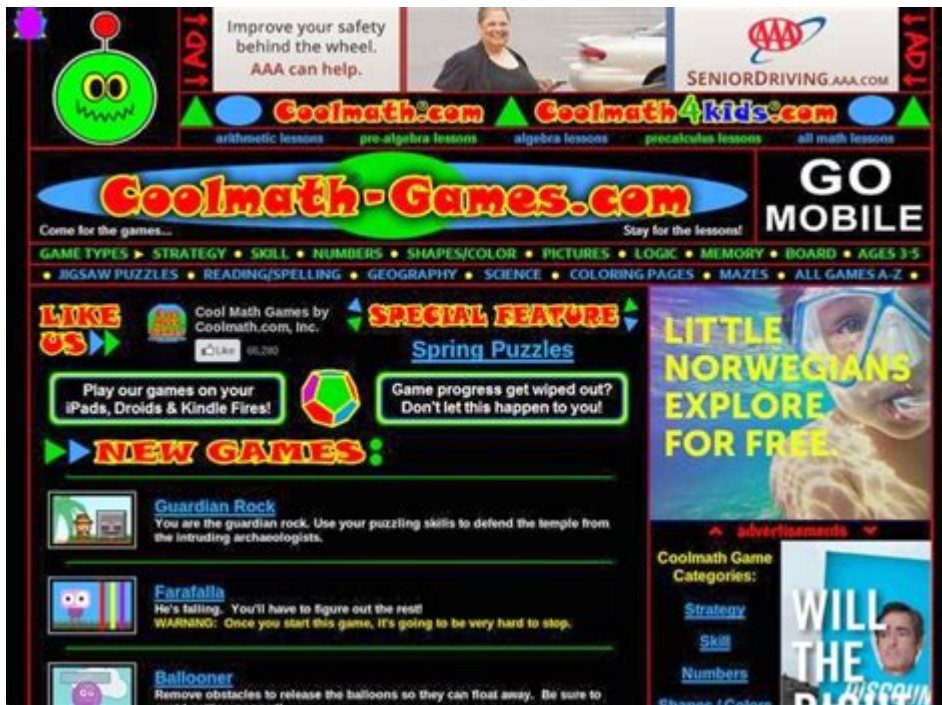 ↓AD↓
Improve your safety
behind the wheel.
AAA can help.
AAA
SENIORDRIVING.AAA.COM
↓AD↓
Coolmath.com
Coolmath4kids.com
arithmetic lessons
pre-algebra lessons
algebra lessons
precalculus lessons
all math lessons
Coolmath-Games.com
Come for the games...
Stay for the lessons!
GO
MOBILE
GAME TYPES ► STRATEGY • SKILL • NUMBERS • SHAPES/COLOR • PICTURES • LOGIC • MEMORY • BOARD • AGES 3-5
• JIGSAW PUZZLES • READING/SPELLING • GEOGRAPHY • SCIENCE • COLORING PAGES • MAZES • ALL GAMES A-Z •
LIKE
US
Cool Math Games by
Coolmath.com, Inc.
Like
SPECIAL FEATURE
Spring Puzzles
Play our games on your
iPads, Droids & Kindle Fires!
Game progress get wiped out?
Don't let this happen to you!
NEW GAMES:
Guardian Rock
You are the guardian rock. Use your puzzling skills to defend the temple from
the intruding archaeologists.
Farafalla
He's falling. You'll have to figure out the rest!
WARNING: Once you start this game, it's going to be very hard to stop.
Ballooner
Remove obstacles to release the balloons so they can float away. Be sure to
LITTLE
NORWEGIANS
EXPLORE
FOR FREE.
advertisements
Coolmath Game
Categories:
Strategy
Skill
Numbers
Shapes / Colors
WILL
THE